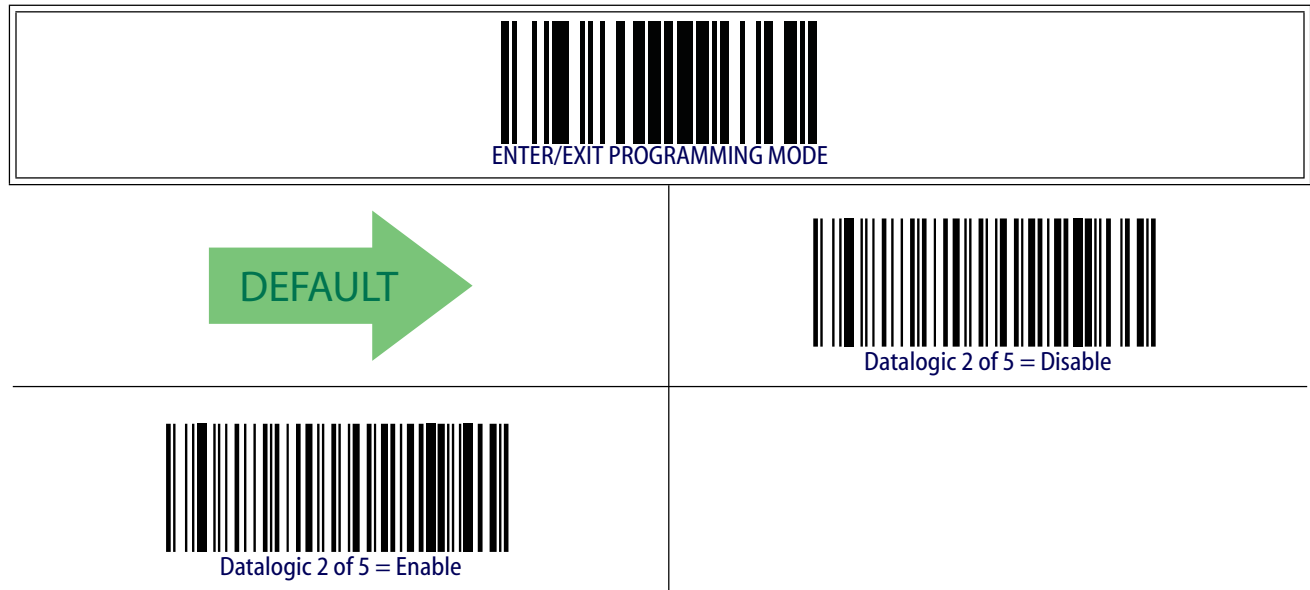 ENTER/EXIT PROGRAMMING MODE
DEFAULT
Datalogic 2 of 5 = Disable
Datalogic 2 of 5 = Enable